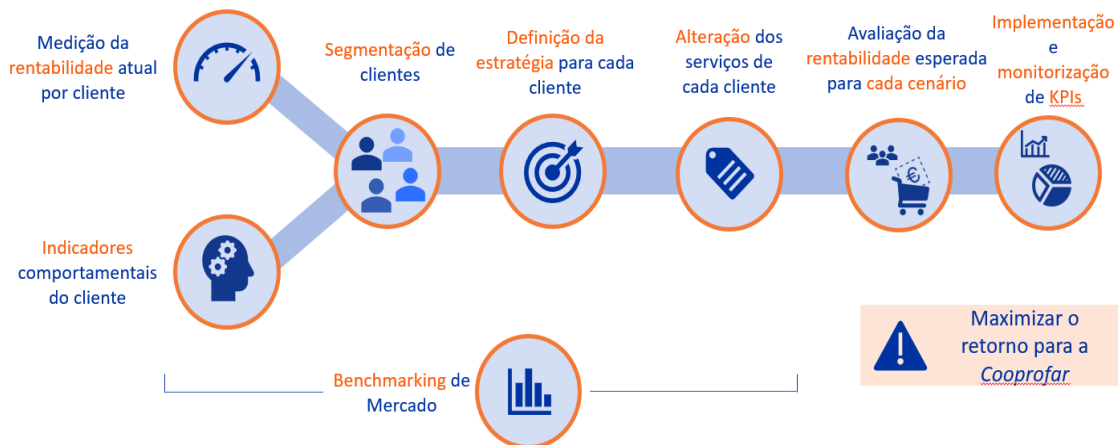 Medição da
rentabilidade atual
por cliente
Indicadores
comportamentais
do cliente
Segmentação de
clientes
Definição da
estratégia para cada
cliente
Alteração dos
serviços de
cada cliente
Avaliação da
rentabilidade esperada
para cada cenário
€
Implementação
e
monitorização
de KPIs
Benchmarking de
Mercado
Maximizar o
retorno para a
Cooprofar